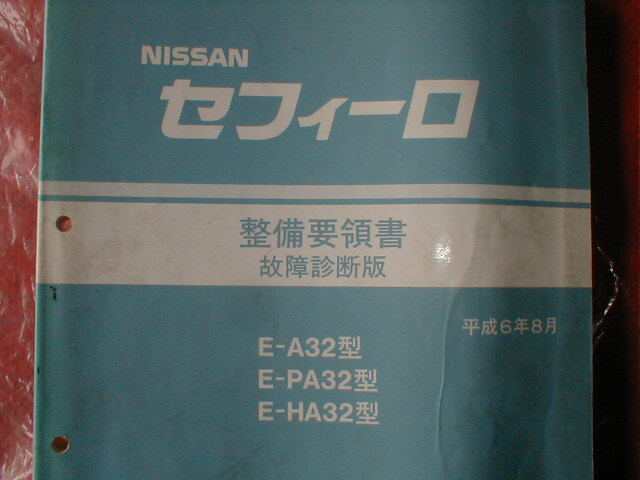 NISSAN
セフィーロ
整備要領書
故障診断版
平成6年8月
E-A32型
E-PA32型
E-HA32型